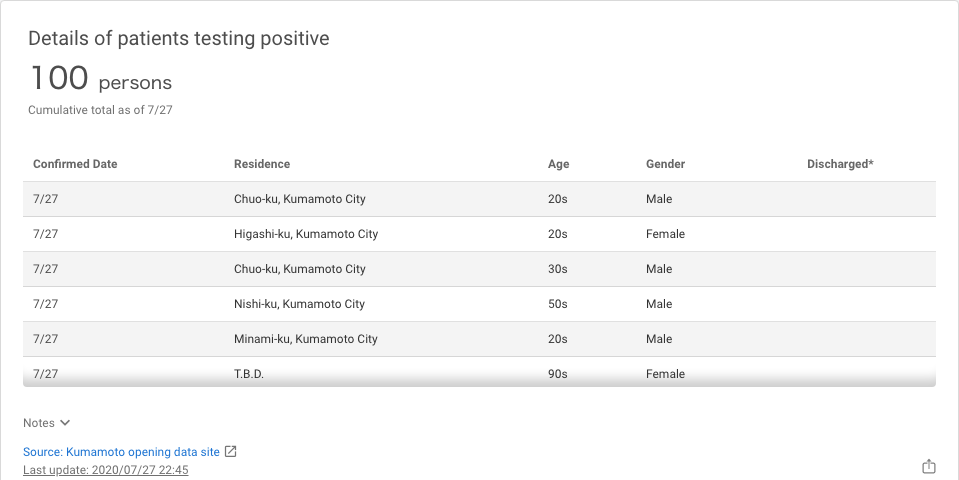 Details of patients testing positive
100 persons
Cumulative total as of 7/27
Confirmed Date Residence Age Gender Discharged*
7/27 Chuo-ku, Kumamoto City 20s Male
7/27 Higashi-ku, Kumamoto City 20s Female
7/27 Chuo-ku, Kumamoto City 30s Male
7/27 Nishi-ku, Kumamoto City 50s Male
7/27 Minami-ku, Kumamoto City 20s Male
7/27 T.B.D. 90s Female
Notes
Source: Kumamoto opening data site
Last update: 2020/07/27 22:45